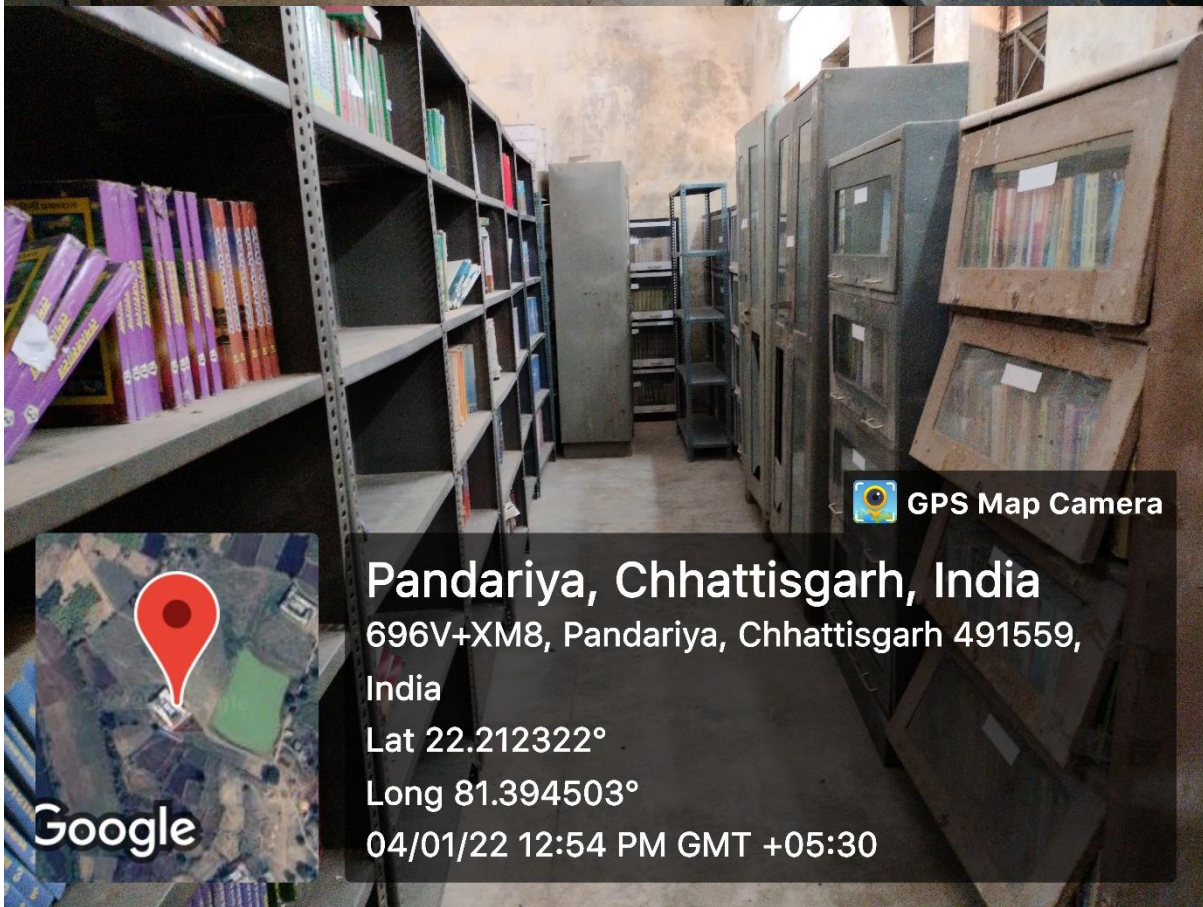 GPS Map Camera
Pandariya, Chhattisgarh, India
696V+XM8, Pandariya, Chhattisgarh 491559,
India
Lat 22.212322°
Long 81.394503°
04/01/22 12:54 PM GMT +05:30
Google